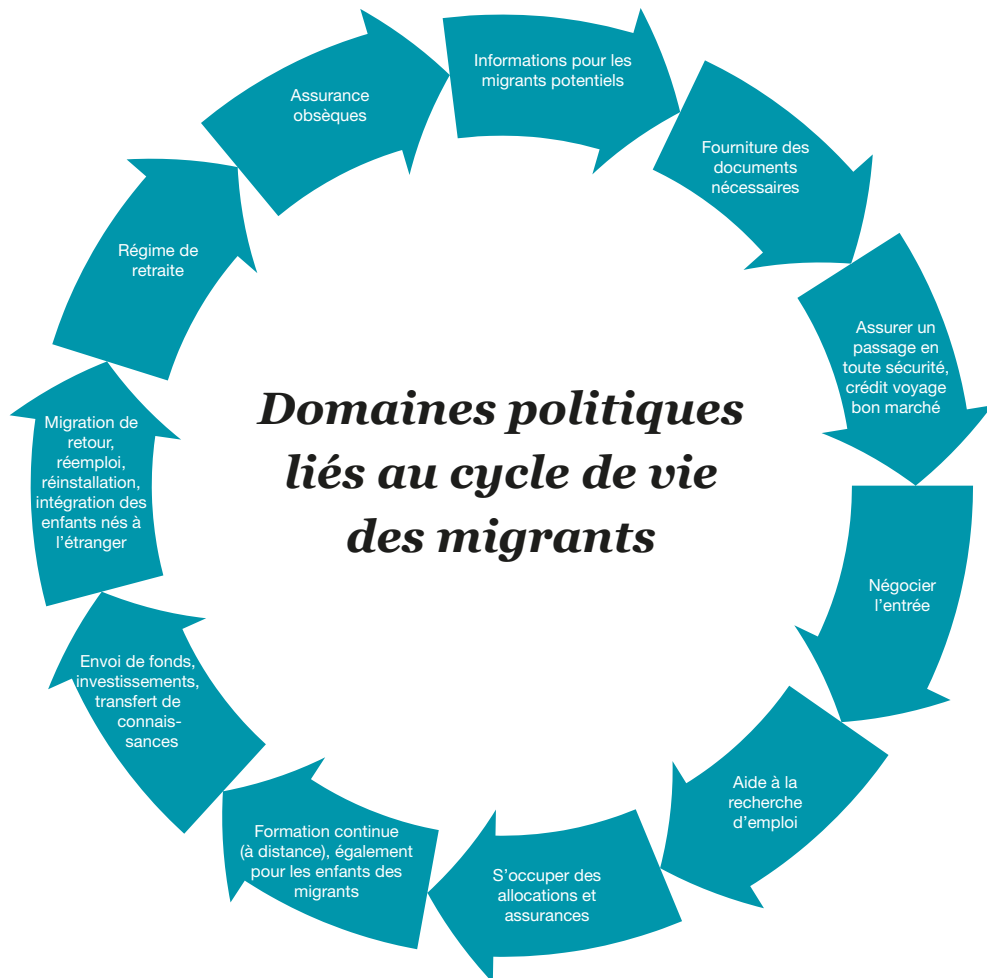 Domaines politiques
liés au cycle de vie
des migrants
Informations pour les
migrants potentiels
Fourniture des
documents
nécessaires
Assurer un
passage en
toute sécurité,
crédit voyage
bon marché
Négocier
l'entrée
Aide à la
recherche
d'emploi
S'occuper des
allocations et
assurances
Formation continue
(à distance), également
pour les enfants des
migrants
Envoi de fonds,
investissements,
transfert de
connais-
sances
Migration de
retour,
réemploi,
réinstallation,
intégration des
enfants nés à
l'étranger
Régime de
retraite
Assurance
obsèques